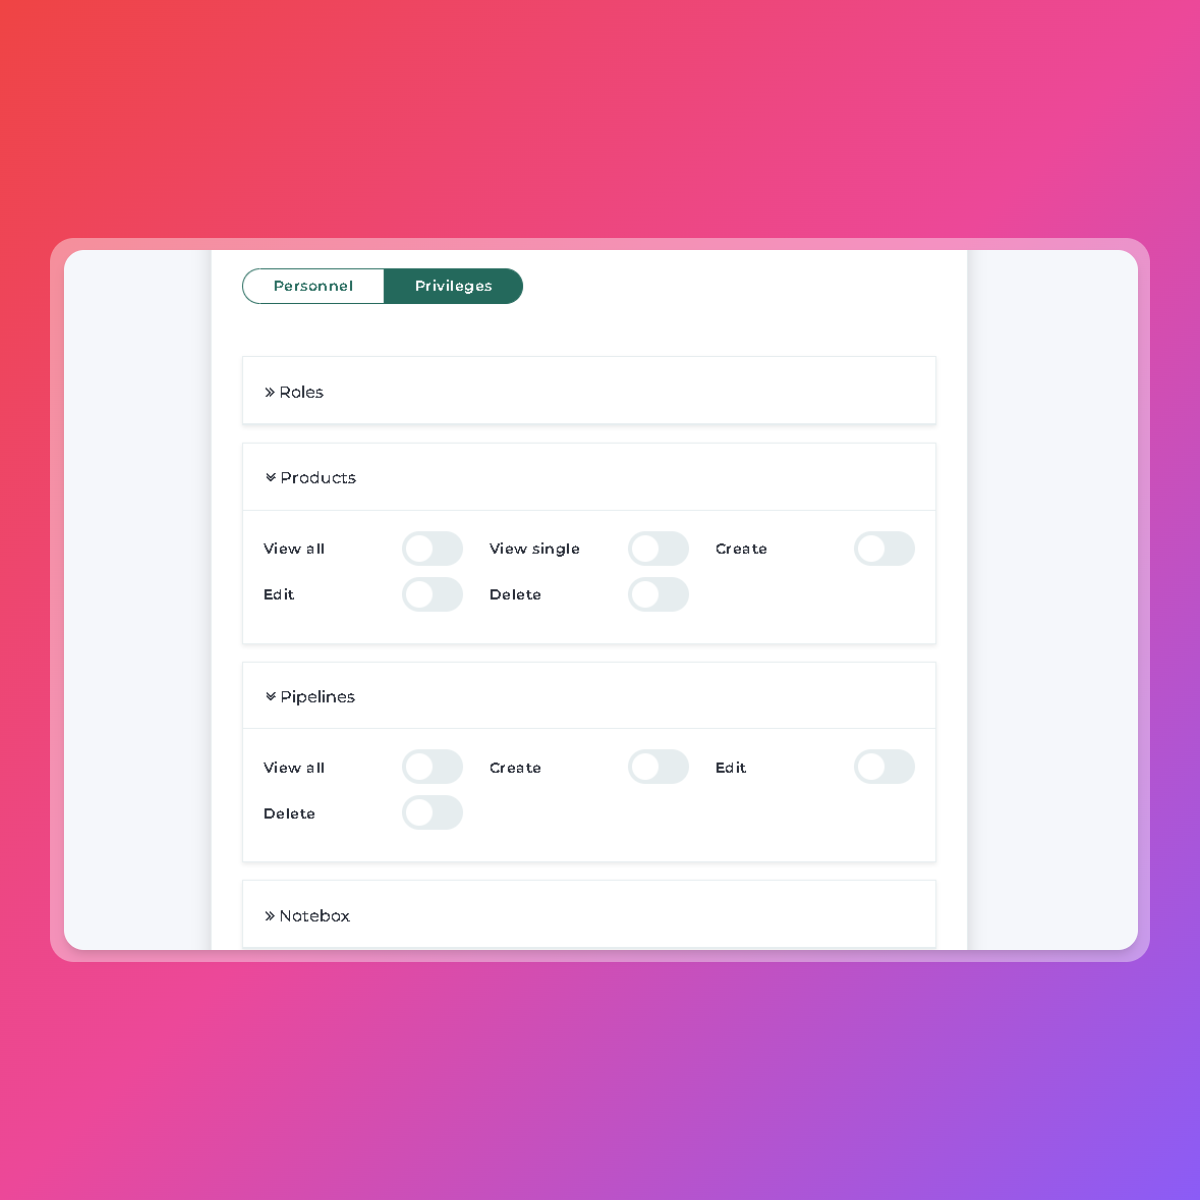 Personnel Privileges
Roles
Products
View all View single Create
Edit Delete
Pipelines
View all Create Edit
Delete
Notebox